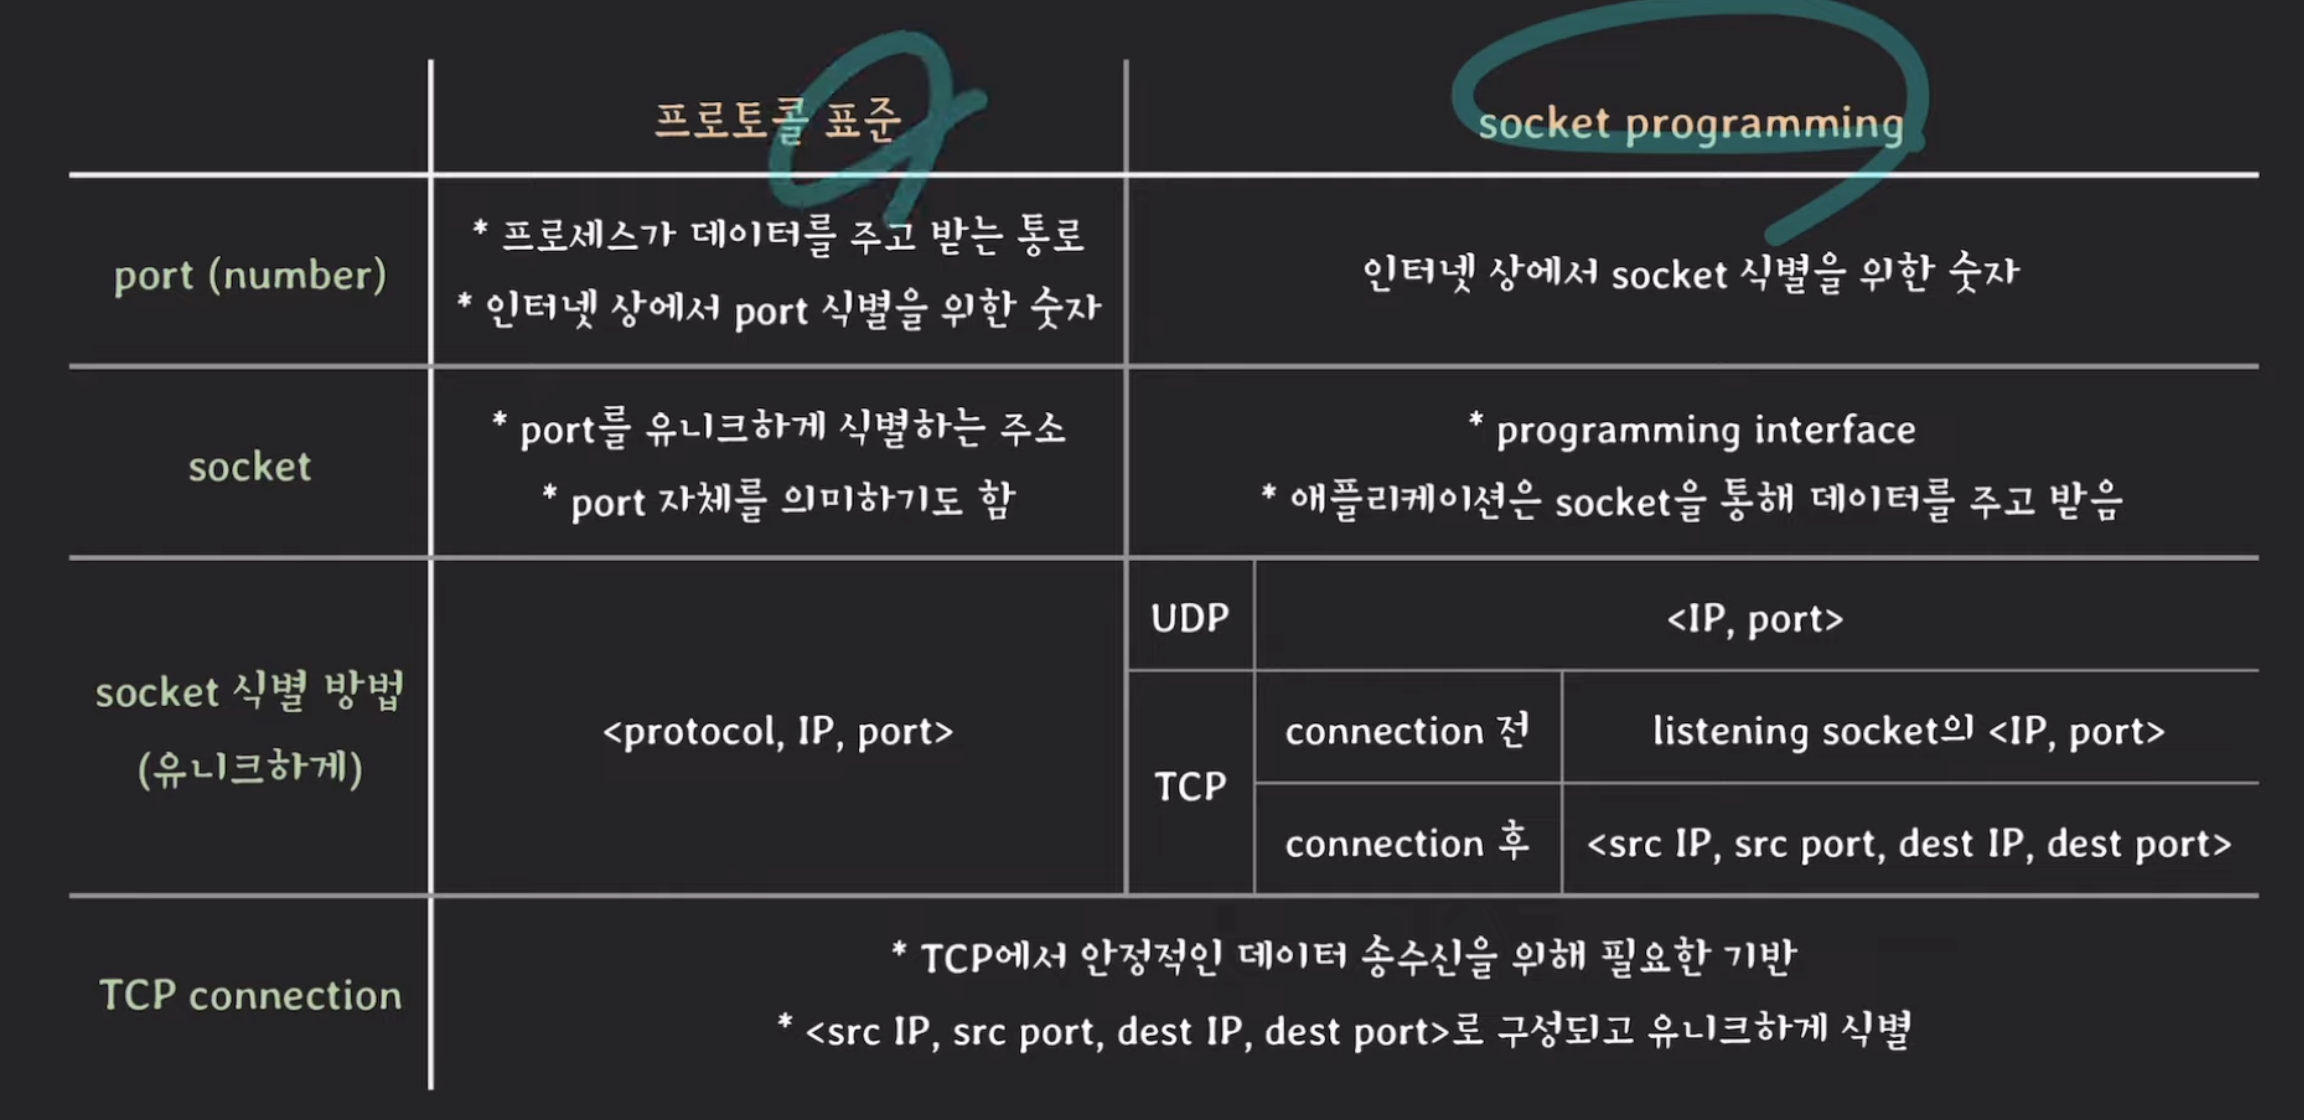 프로토콜 표준
socket programming
port (number)
* 프로세스가 데이터를 주고 받는 통로
* 인터넷 상에서 port 식별을 위한 숫자
인터넷 상에서 socket 식별을 위한 숫자
socket
* port를 유니크하게 식별하는 주소
* port 자체를 의미하기도 함
* programming interface
* 애플리케이션은 socket을 통해 데이터를 주고 받음
socket 식별 방법
(유니크하게)
<protocol, IP, port>
UDP
<IP, port>
TCP
connection 전
listening socket의 <IP, port>
connection 후
<src IP, src port, dest IP, dest port>
TCP connection
* TCP에서 안정적인 데이터 송수신을 위해 필요한 기반
* <src IP, src port, dest IP, dest port>로 구성되고 유니크하게 식별